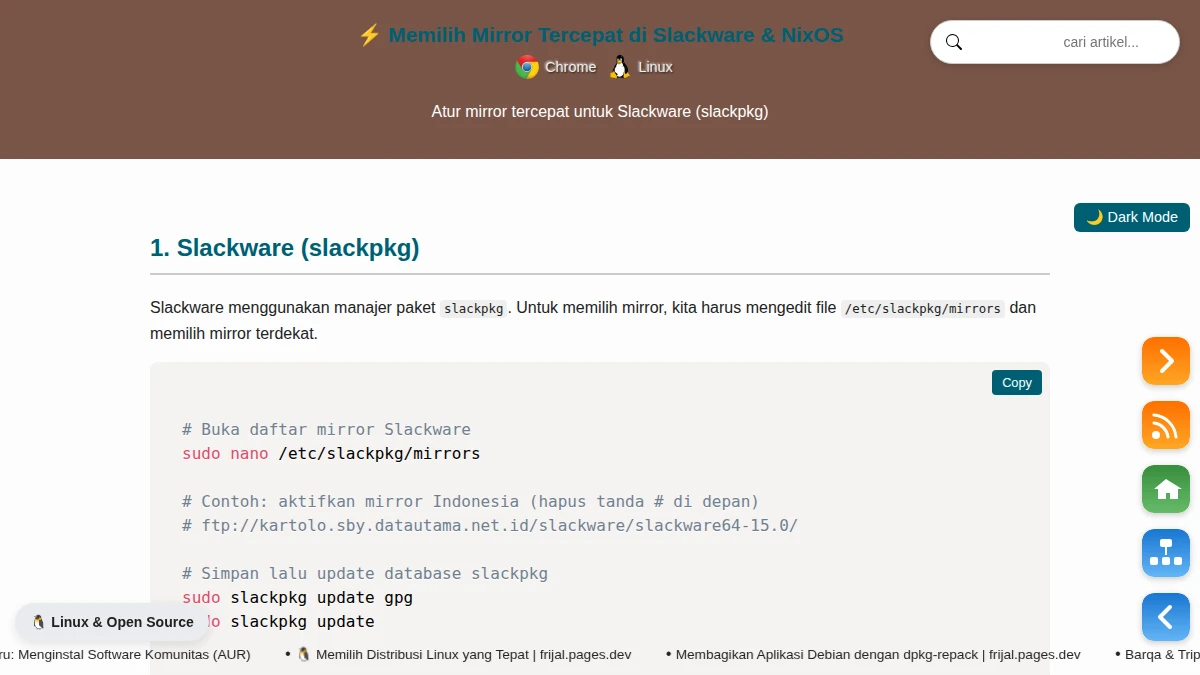 ⚡ Memilih Mirror Tercepat di Slackware & NixOS
Chrome Linux
cari artikel...
Atur mirror tercepat untuk Slackware (slackpkg)
🌙 Dark Mode
1. Slackware (slackpkg)
Slackware menggunakan manajer paket slackpkg. Untuk memilih mirror, kita harus mengedit file /etc/slackpkg/mirrors dan
memilih mirror terdekat.
Copy
# Buka daftar mirror Slackware
sudo nano /etc/slackpkg/mirrors
# Contoh: aktifkan mirror Indonesia (hapus tanda # di depan)
# ftp://kartolo.sby.datautama.net.id/slackware/slackware64-15.0/
# Simpan lalu update database slackpkg
sudo slackpkg update gpg
do slackpkg update
🐧 Linux & Open Source
ru: Menginstal Software Komunitas (AUR) • 🐧 Memilih Distribusi Linux yang Tepat | frijal.pages.dev • Membagikan Aplikasi Debian dengan dpkg-repack | frijal.pages.dev • Barqa & Trip